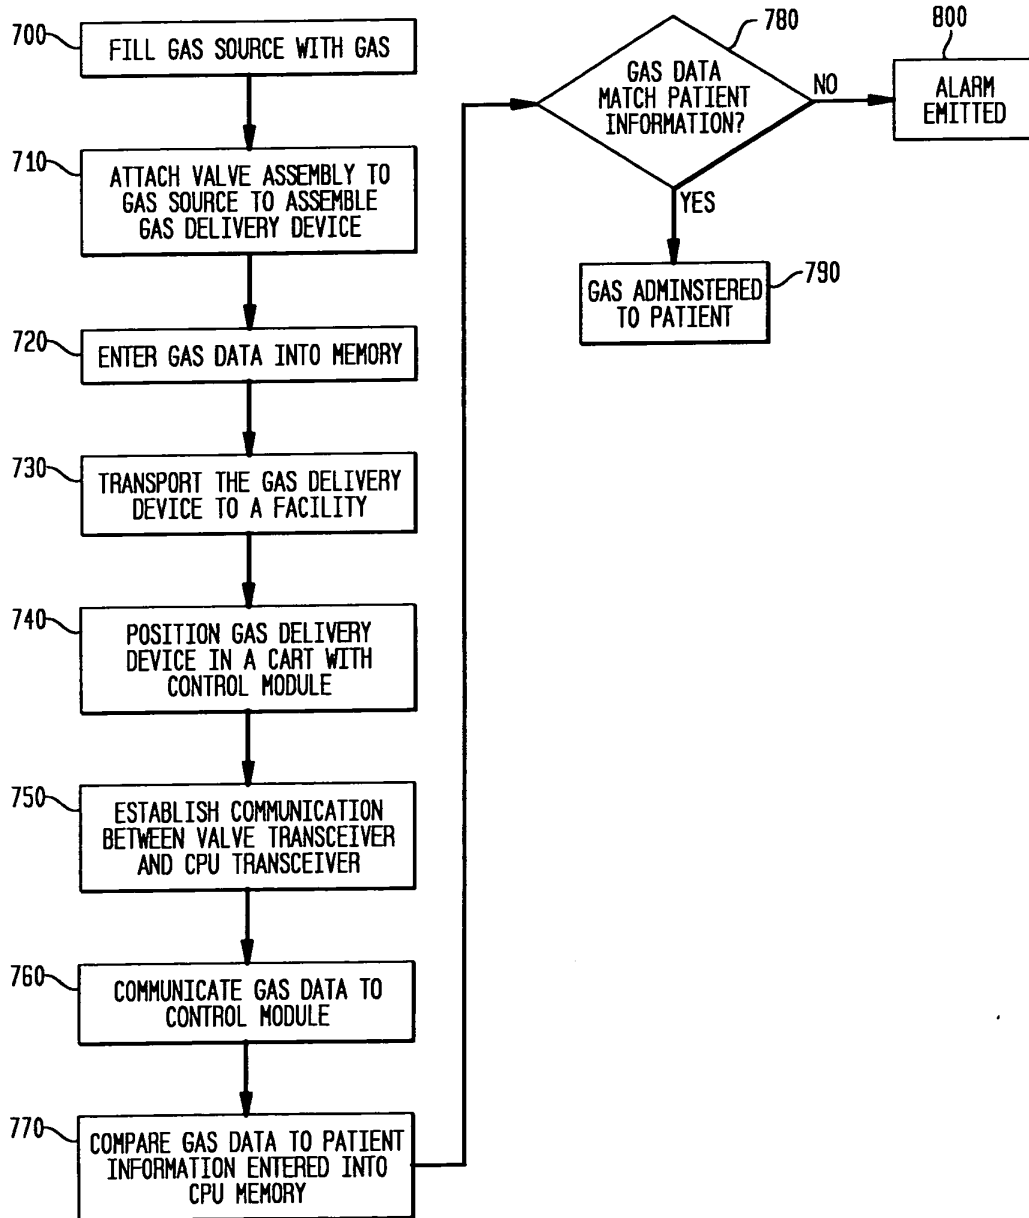 700
FILL GAS SOURCE WITH GAS
710
ATTACH VALVE ASSEMBLY TO
GAS SOURCE TO ASSEMBLE
GAS DELIVERY DEVICE
720
ENTER GAS DATA INTO MEMORY
730
TRANSPORT THE GAS DELIVERY
DEVICE TO A FACILITY
740
POSITION GAS DELIVERY
DEVICE IN A CART WITH
CONTROL MODULE
750
ESTABLISH COMMUNICATION
BETWEEN VALVE TRANSCEIVER
AND CPU TRANSCEIVER
760
COMMUNICATE GAS DATA TO
CONTROL MODULE
770
COMPARE GAS DATA TO PATIENT
INFORMATION ENTERED INTO
CPU MEMORY
780
GAS DATA
MATCH PATIENT
INFORMATION?
NO
800
ALARM
EMITTED
YES
790
GAS ADMINSTERED
TO PATIENT